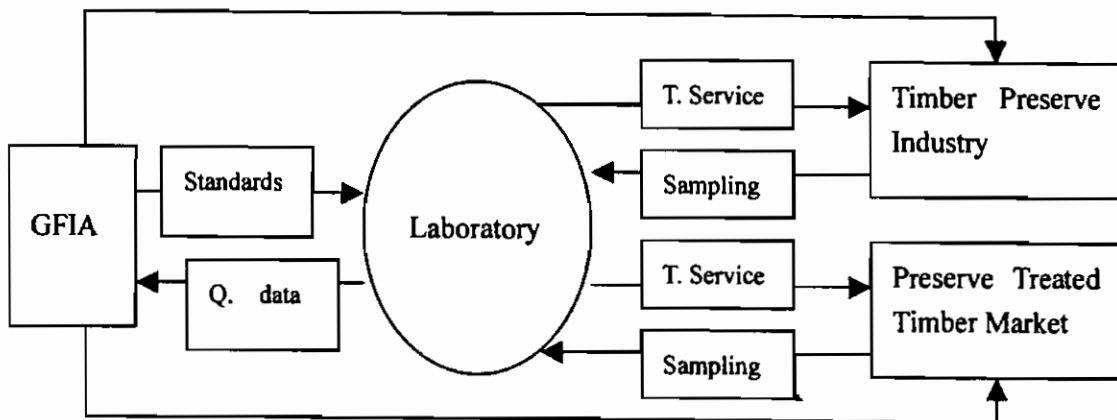 GFIA
Standards
Q. data
Laboratory
T. Service
Sampling
T. Service
Sampling
Timber Preserve
Industry
Preserve Treated
Timber Market